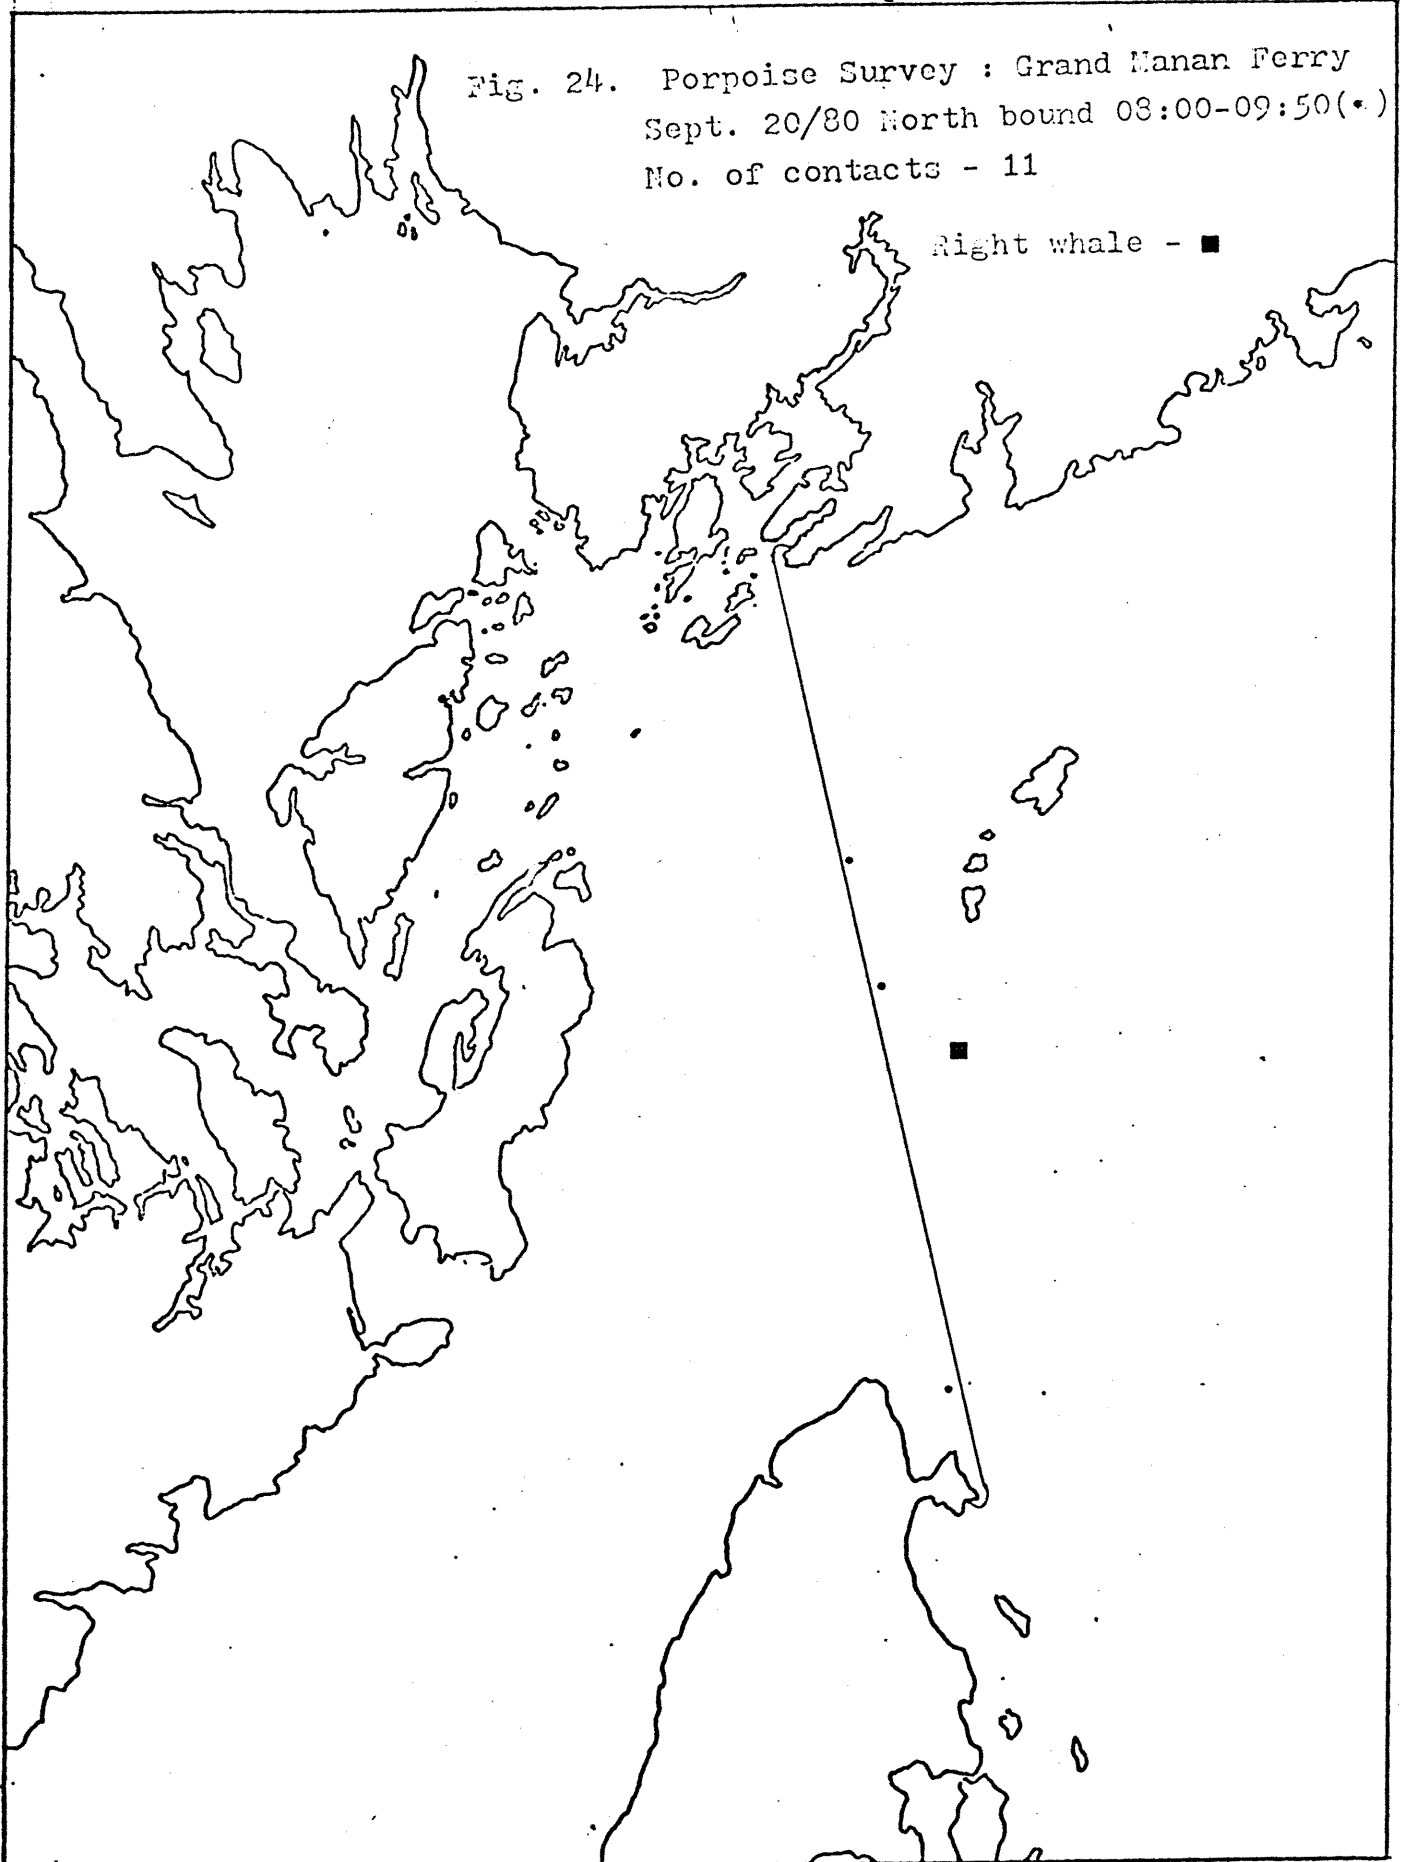 Fig. 24. Porpoise Survey : Grand Manan Ferry
Sept. 20/80 North bound 08:00-09:50(•)
No. of contacts - 11
Right whale - ■